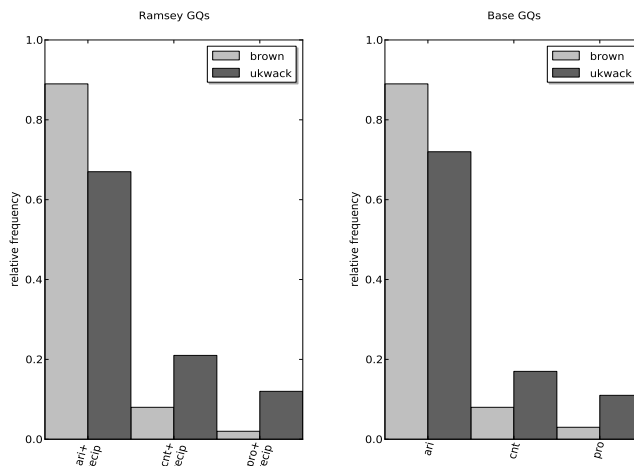 Ramsey GQs
1.0
0.8
0.6
0.4
0.2
0.0
relative frequency
brown
ukwack
ari+
ecip
cnt+
ecip
pro+
ecip
Base GQs
1.0
0.8
0.6
0.4
0.2
0.0
relative frequency
brown
ukwack
ari
cnt
pro